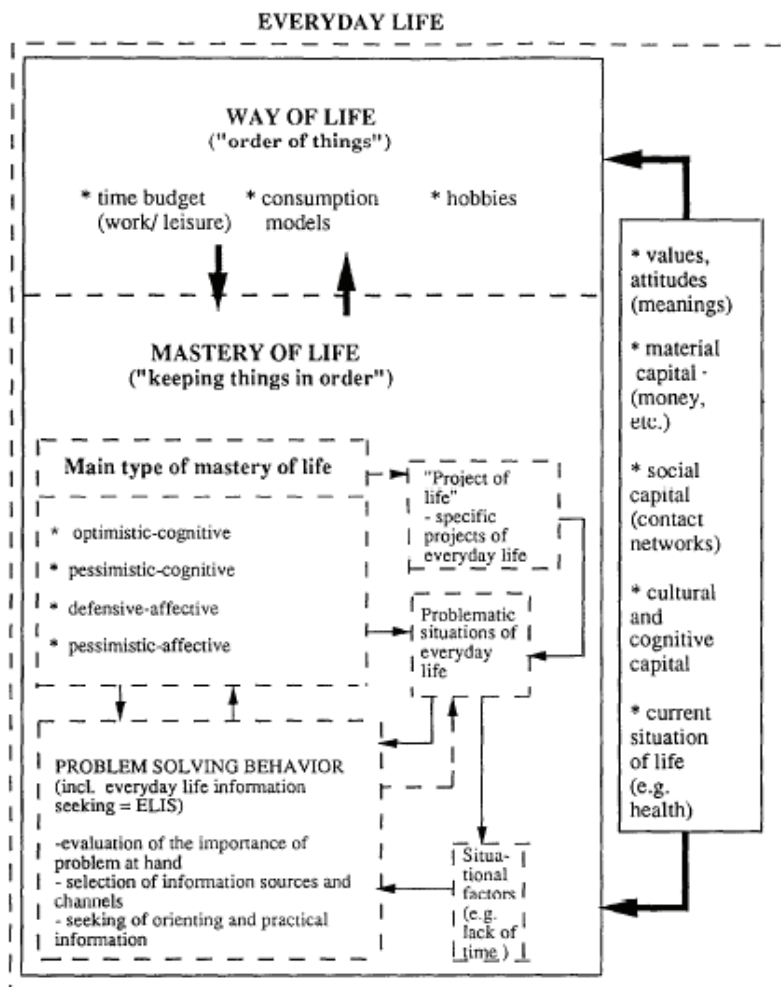 EVERYDAY LIFE
WAY OF LIFE
("order of things")
* time budget
(work/ leisure)
* consumption
models
* hobbies
MASTERY OF LIFE
("keeping things in order")
Main type of mastery of life
* optimistic-cognitive
* pessimistic-cognitive
* defensive-affective
* pessimistic-affective
"Project of
life"
- specific
projects of
everyday life
Problematic
situations of
everyday
life
PROBLEM SOLVING BEHAVIOR
(incl. everyday life information
seeking = ELIS)
-evaluation of the importance of
problem at hand
- selection of information sources and
channels
- seeking of orienting and practical
information
Situa-
tional
factors
(e.g.
lack of
time )
* values,
attitudes
(meanings)
* material
capital -
(money,
etc.)
* social
capital
(contact
networks)
* cultural
and
cognitive
capital
* current
situation
of life
(e.g.
health)